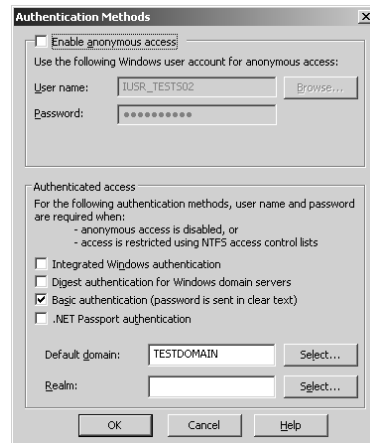 Authentication Methods
Enable anonymous access
Use the following Windows user account for anonymous access:
User name: IUSR_TESTS02 Browse...
Password: ●●●●●●●●●●
Authenticated access
For the following authentication methods, user name and password
are required when:
- anonymous access is disabled, or
- access is restricted using NTFS access control lists
Integrated Windows authentication
Digest authentication for Windows domain servers
Basic authentication (password is sent in clear text)
.NET Passport authentication
Default domain: TESTDOMAIN Select...
Realm: Select...
OK Cancel Help